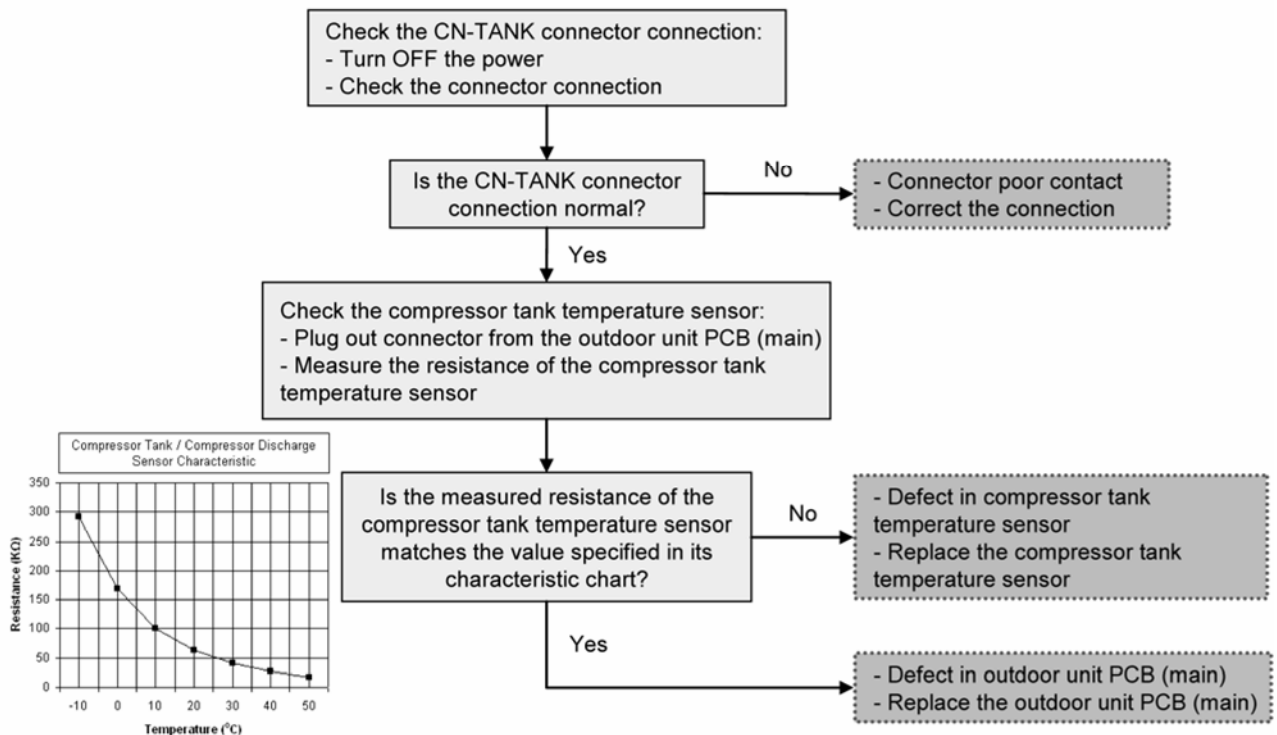 Check the CN-TANK connector connection:
- Turn OFF the power
- Check the connector connection
Is the CN-TANK connector
connection normal?
No
- Connector poor contact
- Correct the connection
Yes
Check the compressor tank temperature sensor:
- Plug out connector from the outdoor unit PCB (main)
- Measure the resistance of the compressor tank
temperature sensor
Compressor Tank / Compressor Discharge
Sensor Characteristic
Resistance (KΩ)
350
300
250
200
150
100
50
0
-10 0 10 20 30 40 50
Temperature (⁰C)
Is the measured resistance of the
compressor tank temperature sensor
matches the value specified in its
characteristic chart?
No
- Defect in compressor tank
temperature sensor
- Replace the compressor tank
temperature sensor
Yes
- Defect in outdoor unit PCB (main)
- Replace the outdoor unit PCB (main)